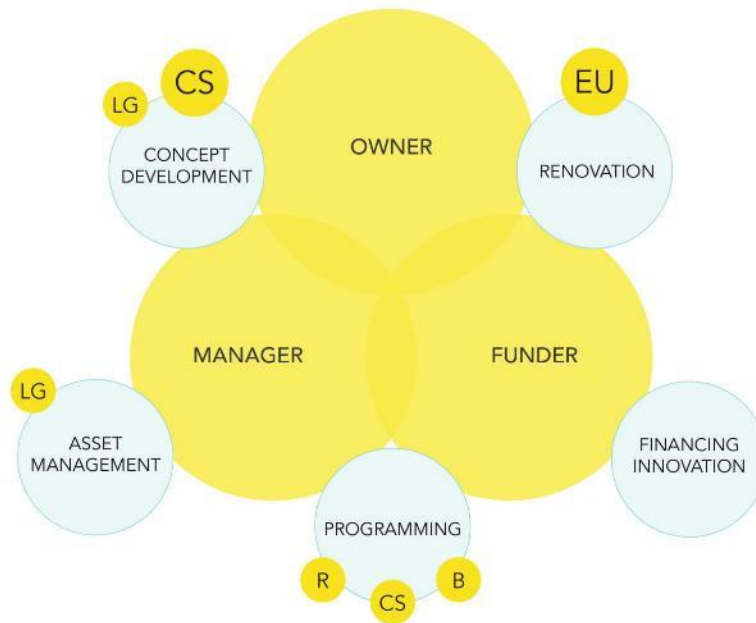 CS
EU
LG
OWNER
CONCEPT
DEVELOPMENT
RENOVATION
MANAGER
FUNDER
LG
ASSET
MANAGEMENT
FINANCING
INNOVATION
PROGRAMMING
R
CS
B